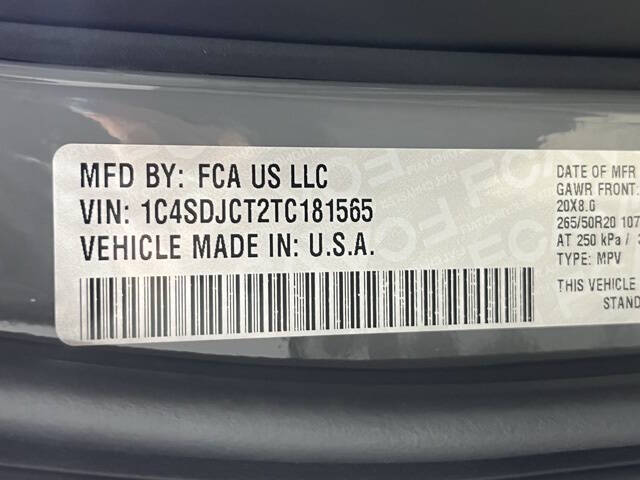 MFD BY: FCA US LLC
VIN: 1C4SDJCT2TC181565
VEHICLE MADE IN: U.S.A.
DATE OF MFR
GAWR FRONT:
20X8.0
265/50R20 107
AT 250 kPa /
TYPE: MPV
THIS VEHICLE
STAND